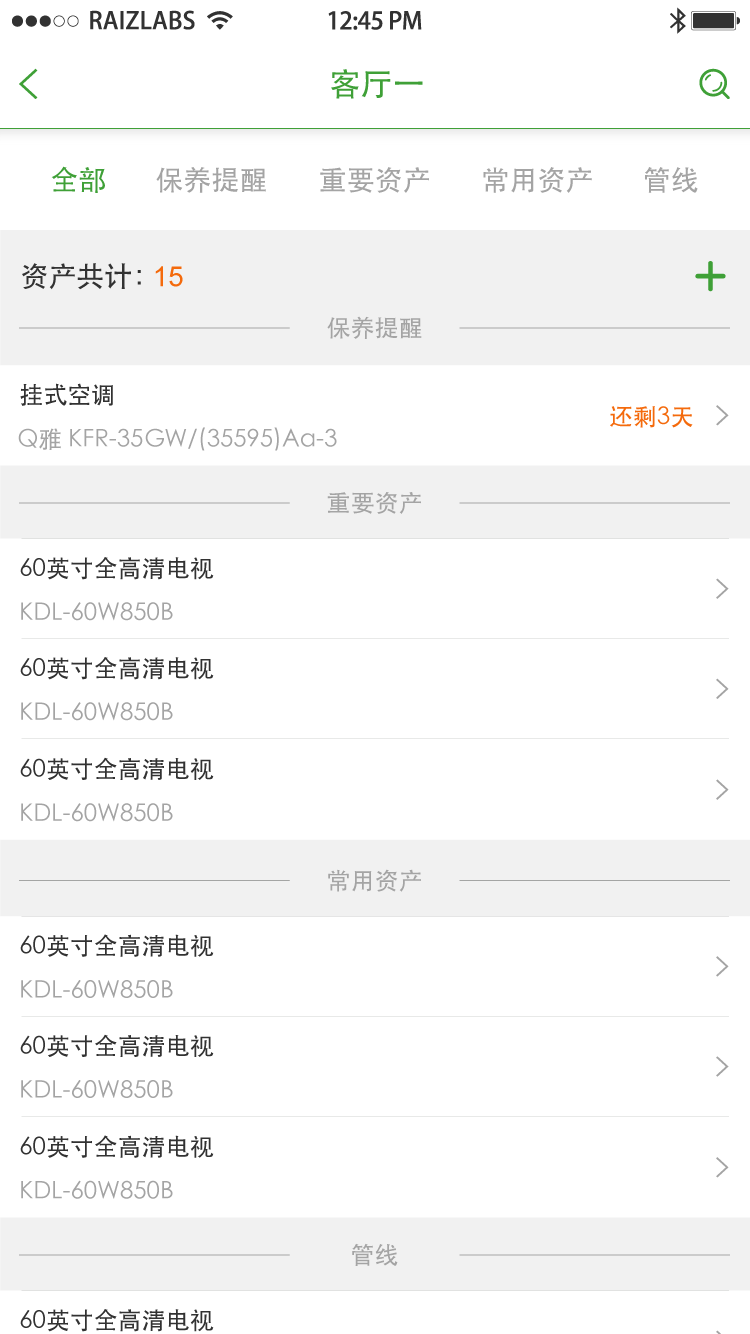 RAIZLABS 12:45 PM
客厅一
全部 保养提醒 重要资产 常用资产 管线
资产共计: 15
保养提醒
挂式空调
还剩3天
Q雅 KFR-35GW/(35595)Aa-3
重要资产
60英寸全高清电视
KDL-60W850B
60英寸全高清电视
KDL-60W850B
60英寸全高清电视
KDL-60W850B
常用资产
60英寸全高清电视
KDL-60W850B
60英寸全高清电视
KDL-60W850B
60英寸全高清电视
KDL-60W850B
管线
60英寸全高清电视